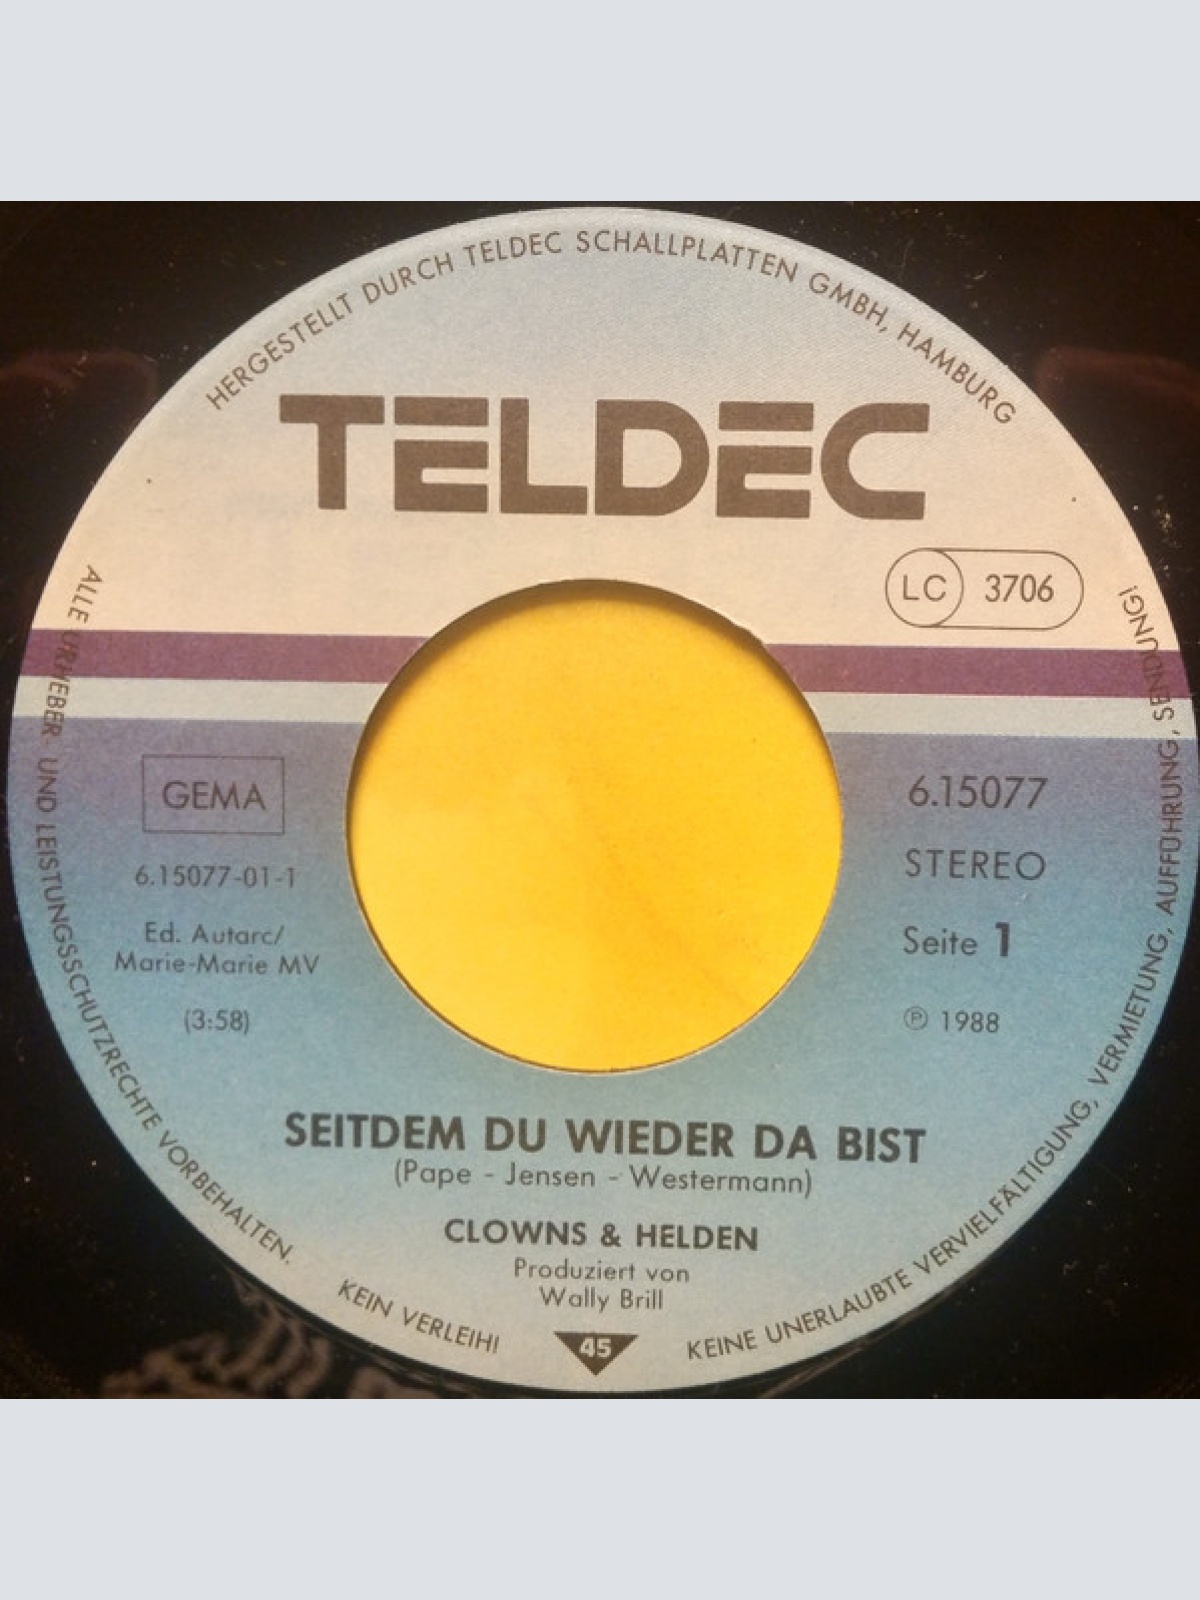 HERGESTELLT DURCH TELDEC SCHALLPLATTEN GMBH, HAMBURG
TELDEC
LC 3706
GEMA
6.15077-01-1
Ed. Autarc/
Marie-Marie MV
(3:58)
6.15077
STEREO
Seite 1
℗ 1988
SEITDEM DU WIEDER DA BIST
(Pape - Jensen - Westermann)
CLOWNS & HELDEN
Produziert von
Wally Brill
45
ALLE URHEBER- UND LEISTUNGSSCHUTZRECHTE VORBEHALTEN.
KEIN VERLEIH!
KEINE UNERLAUBTE VERVIELFÄLTIGUNG, VERMIETUNG, AUFFÜHRUNG, SENDUNG!